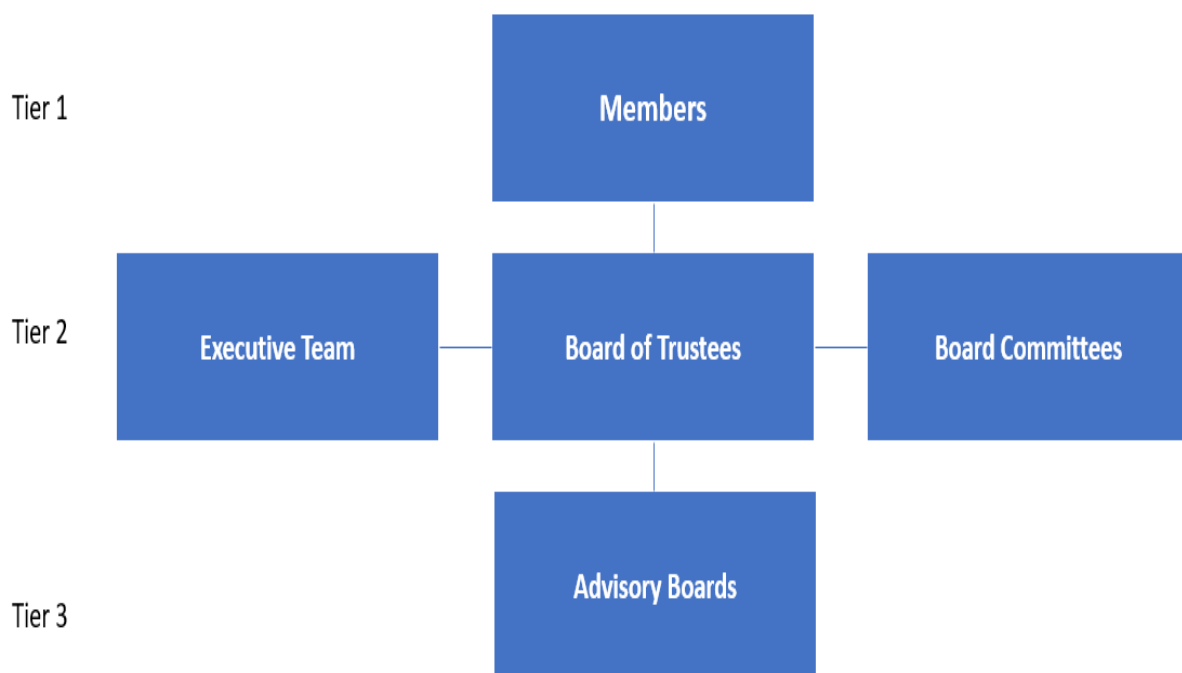 Tier 1
Members
Tier 2
Executive Team
Board of Trustees
Board Committees
Advisory Boards
Tier 3